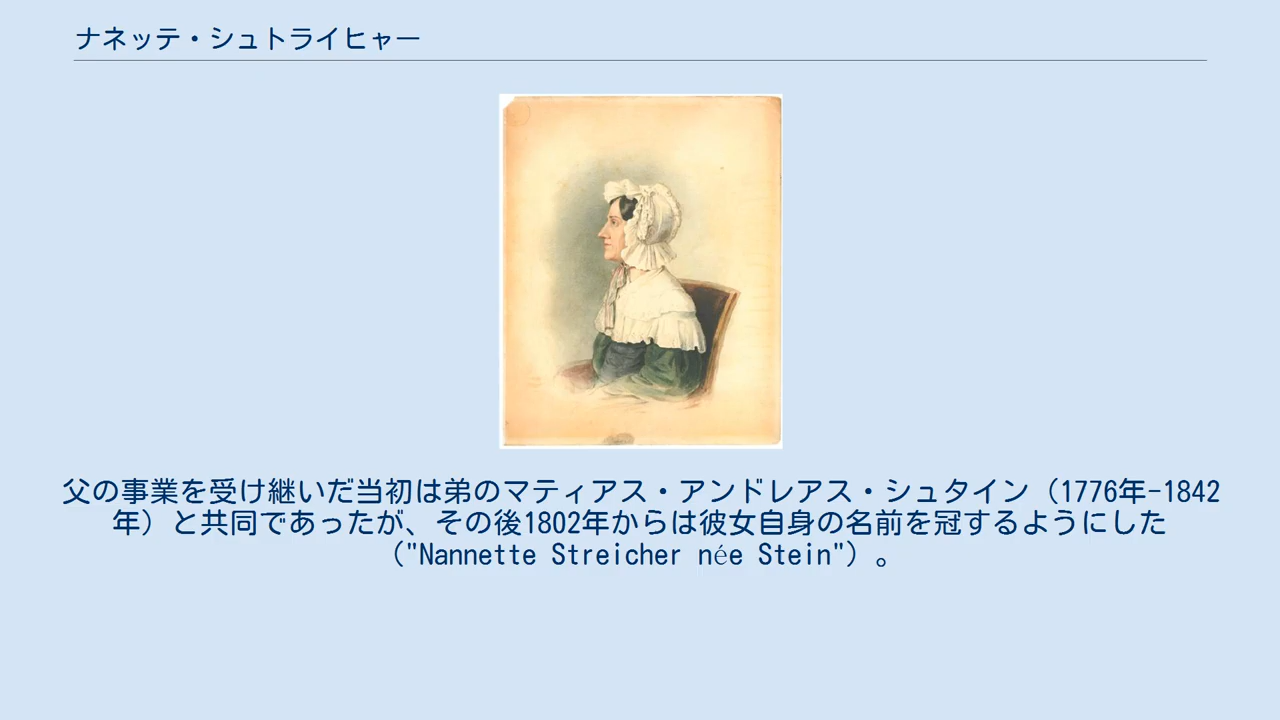 ナネッテ・シュトライヒャー
父の事業を受け継いだ当初は弟のマティアス・アンドレアス・シュタイン（1776年-1842
年）と共同であったが、その後1802年からは彼女自身の名前を冠するようにした
（"Nannette Streicher née Stein"）。